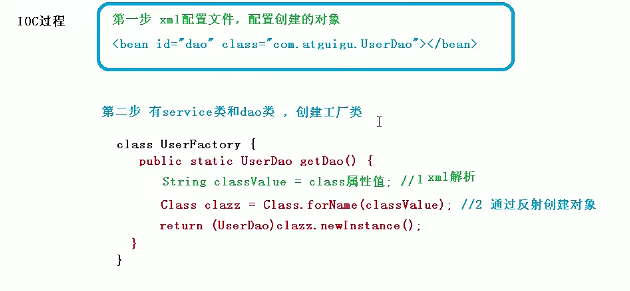 IOC过程
第一步 xml配置文件，配置创建的对象
<bean id="dao" class="com.atguigu.UserDao"></bean>
第二步 有service类和dao类 ，创建工厂类
class UserFactory {
public static UserDao getDao() {
String classValue = class属性值; //1 xml解析
Class clazz = Class.forName(classValue); //2 通过反射创建对象
return (UserDao)clazz.newInstance();
}
}